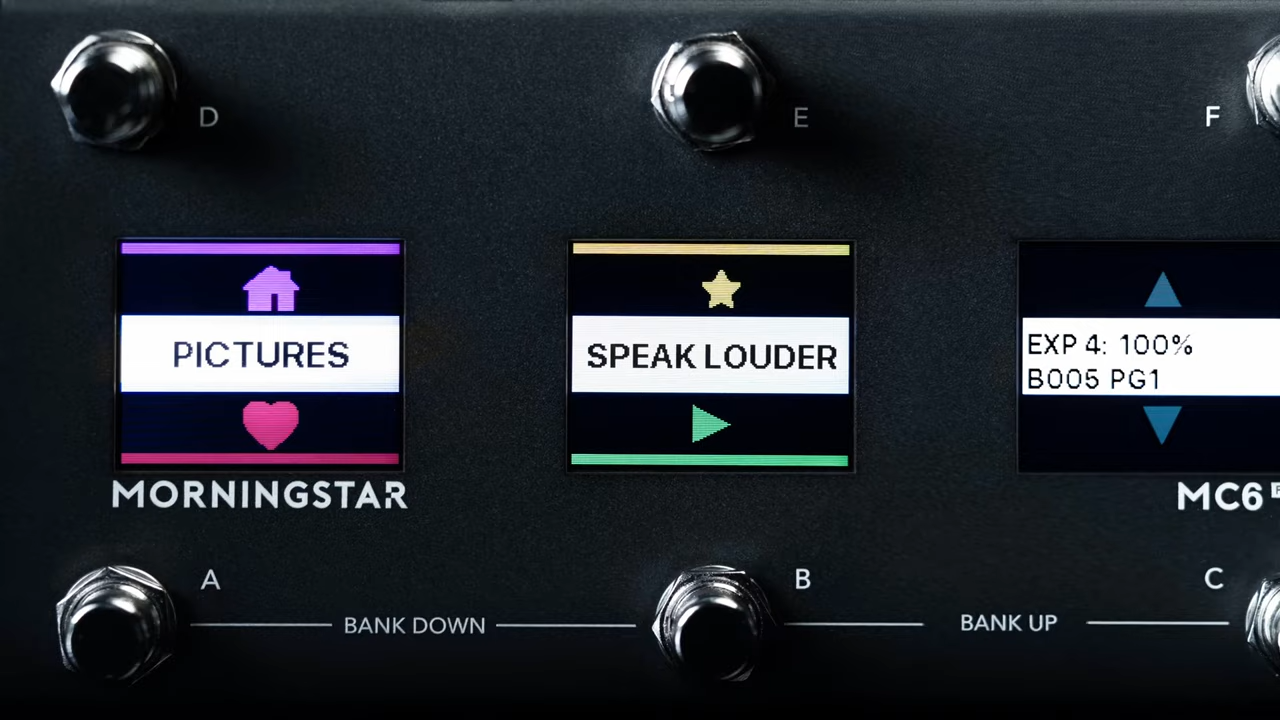 D
E
F
PICTURES
SPEAK LOUDER
EXP 4: 100%
B005 PG1
MORNINGSTAR
MC6
A
B
C
BANK DOWN
BANK UP